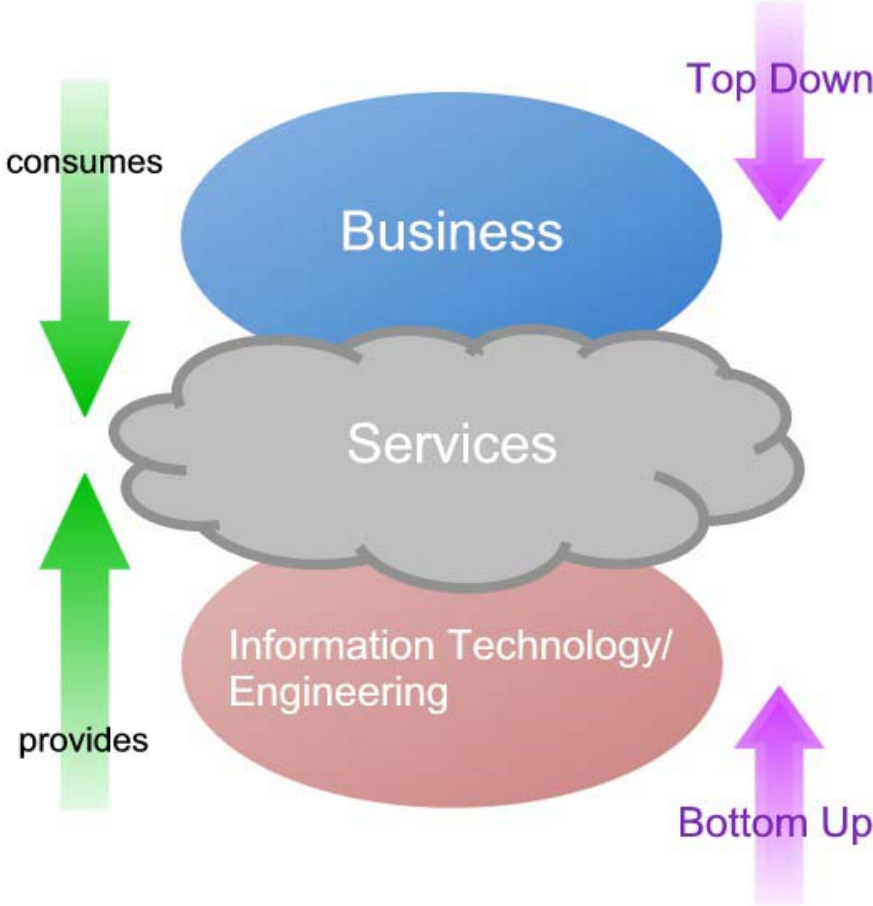 Top Down
consumes
Business
Services
Information Technology/
Engineering
provides
Bottom Up